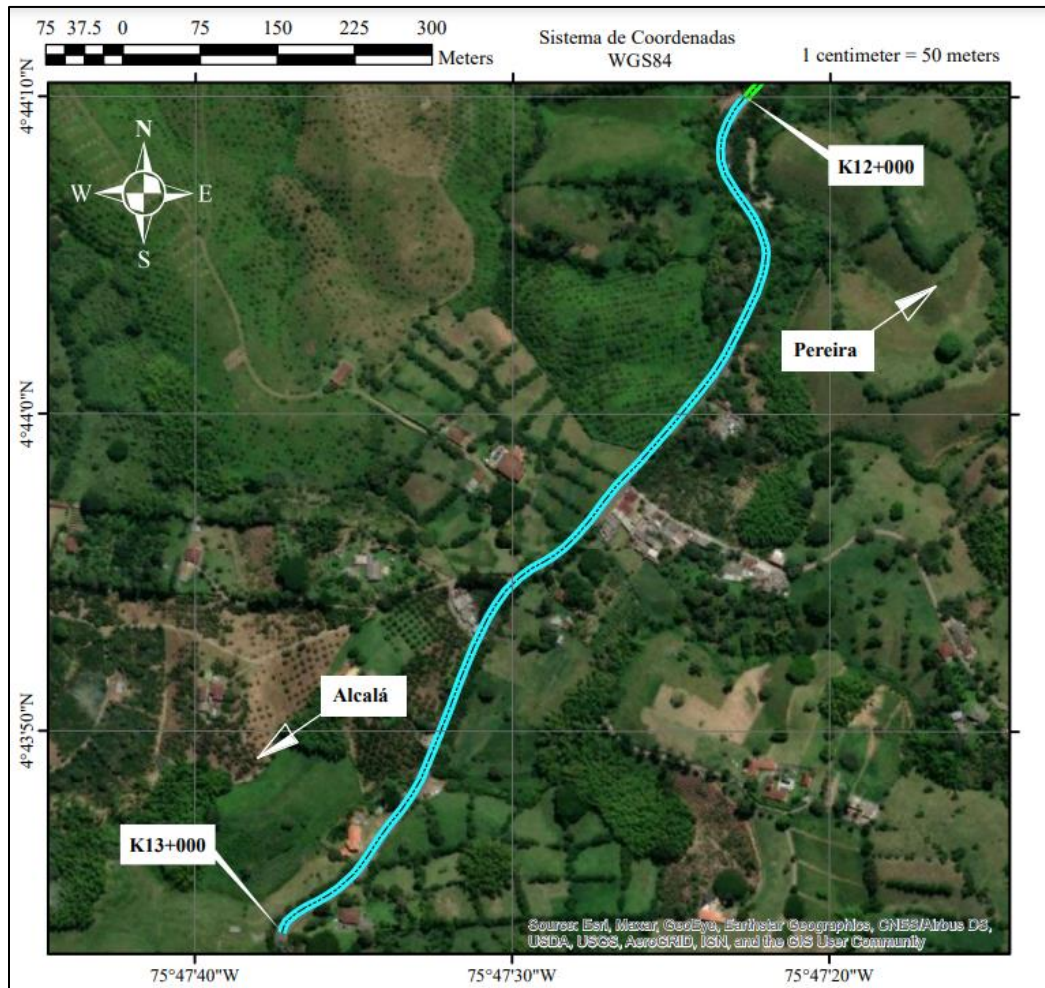 75 37.5 0 75 150 225 300
Meters
Sistema de Coordenadas
WGS84
1 centimeter = 50 meters
4°44'10"N
N
W E
S
K12+000
Pereira
4°44'0"N
Alcalá
4°43'50"N
K13+000
Source: Esri, Maxar, GeoEye, Earthstar Geographics, CNES/Airbus DS,
USDA, USGS, AeroGRID, IGN, and the GIS User Community
75°47'40"W 75°47'30"W 75°47'20"W